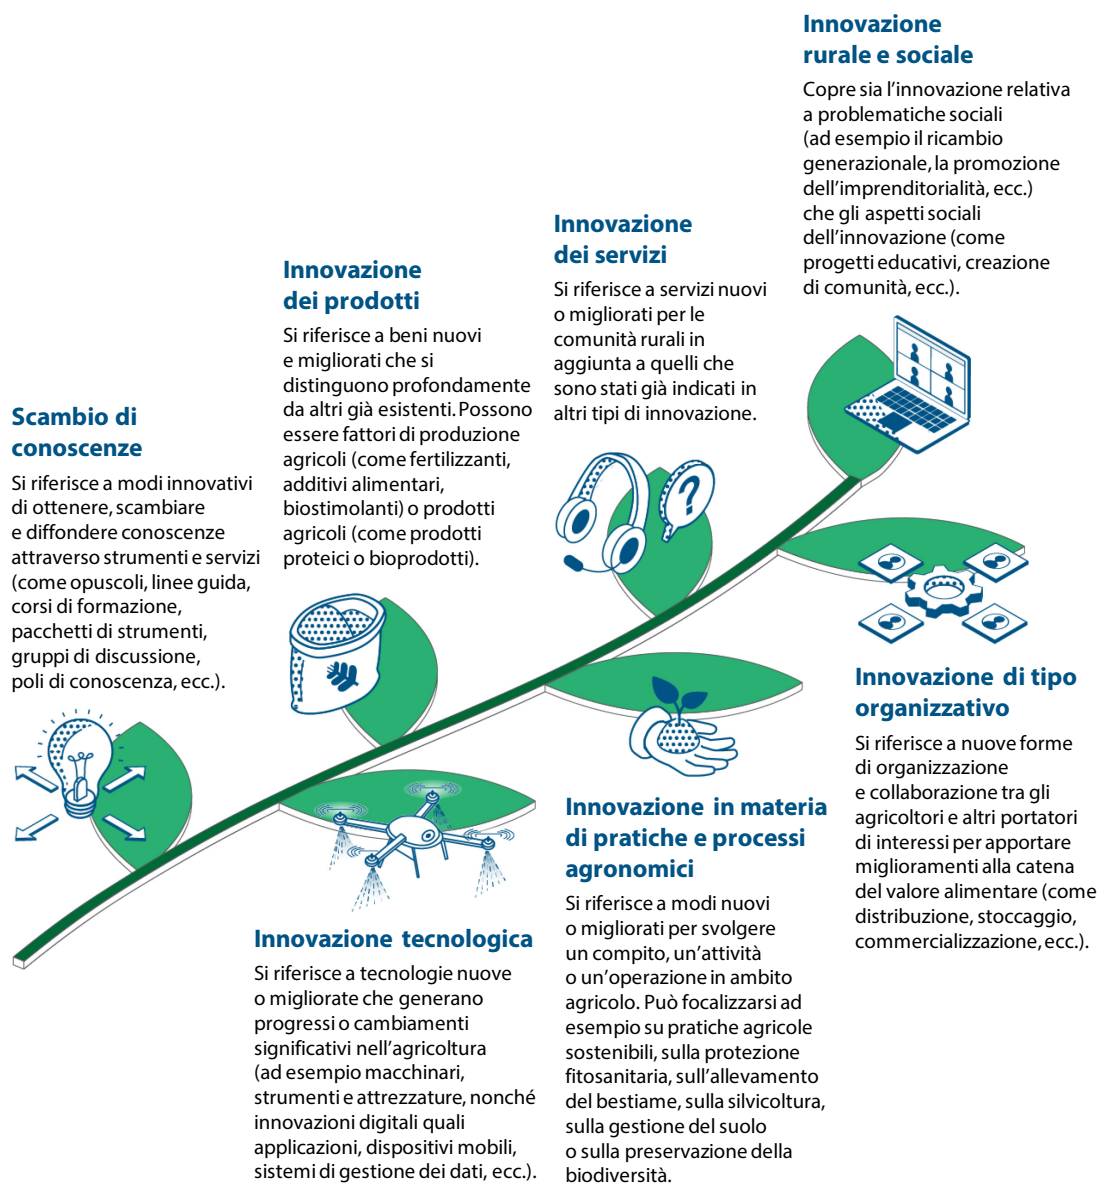 Scambio di
conoscenze
Si riferisce a modi innovativi
di ottenere, scambiare
e diffondere conoscenze
attraverso strumenti e servizi
(come opuscoli, linee guida,
corsi di formazione,
pacchetti di strumenti,
gruppi di discussione,
poli di conoscenza, ecc.).
Innovazione tecnologica
Si riferisce a tecnologie nuove
o migliorate che generano
progressi o cambiamenti
significativi nell'agricoltura
(ad esempio macchinari,
strumenti e attrezzature, nonché
innovazioni digitali quali
applicazioni, dispositivi mobili,
sistemi di gestione dei dati, ecc.).
Innovazione
dei prodotti
Si riferisce a beni nuovi
e migliorati che si
distinguono profondamente
da altri già esistenti. Possono
essere fattori di produzione
agricoli (come fertilizzanti,
additivi alimentari,
biostimolanti) o prodotti
agricoli (come prodotti
proteici o bioprodotti).
Innovazione in materia
di pratiche e processi
agronomici
Si riferisce a modi nuovi
o migliorati per svolgere
un compito, un'attività
o un'operazione in ambito
agricolo. Può focalizzarsi ad
esempio su pratiche agricole
sostenibili, sulla protezione
fitosanitaria, sull'allevamento
del bestiame, sulla silvicoltura,
sulla gestione del suolo
o sulla preservazione della
biodiversità.
Innovazione
dei servizi
Si riferisce a servizi nuovi
o migliorati per le
comunità rurali in
aggiunta a quelli che
sono stati già indicati in
altri tipi di innovazione.
?
Innovazione di tipo
organizzativo
Si riferisce a nuove forme
di organizzazione
e collaborazione tra gli
agricoltori e altri portatori
di interessi per apportare
miglioramenti alla catena
del valore alimentare (come
distribuzione, stoccaggio,
commercializzazione, ecc.).
Innovazione
rurale e sociale
Copre sia l'innovazione relativa
a problematiche sociali
(ad esempio il ricambio
generazionale, la promozione
dell'imprenditorialità, ecc.)
che gli aspetti sociali
dell'innovazione (come
progetti educativi, creazione
di comunità, ecc.).